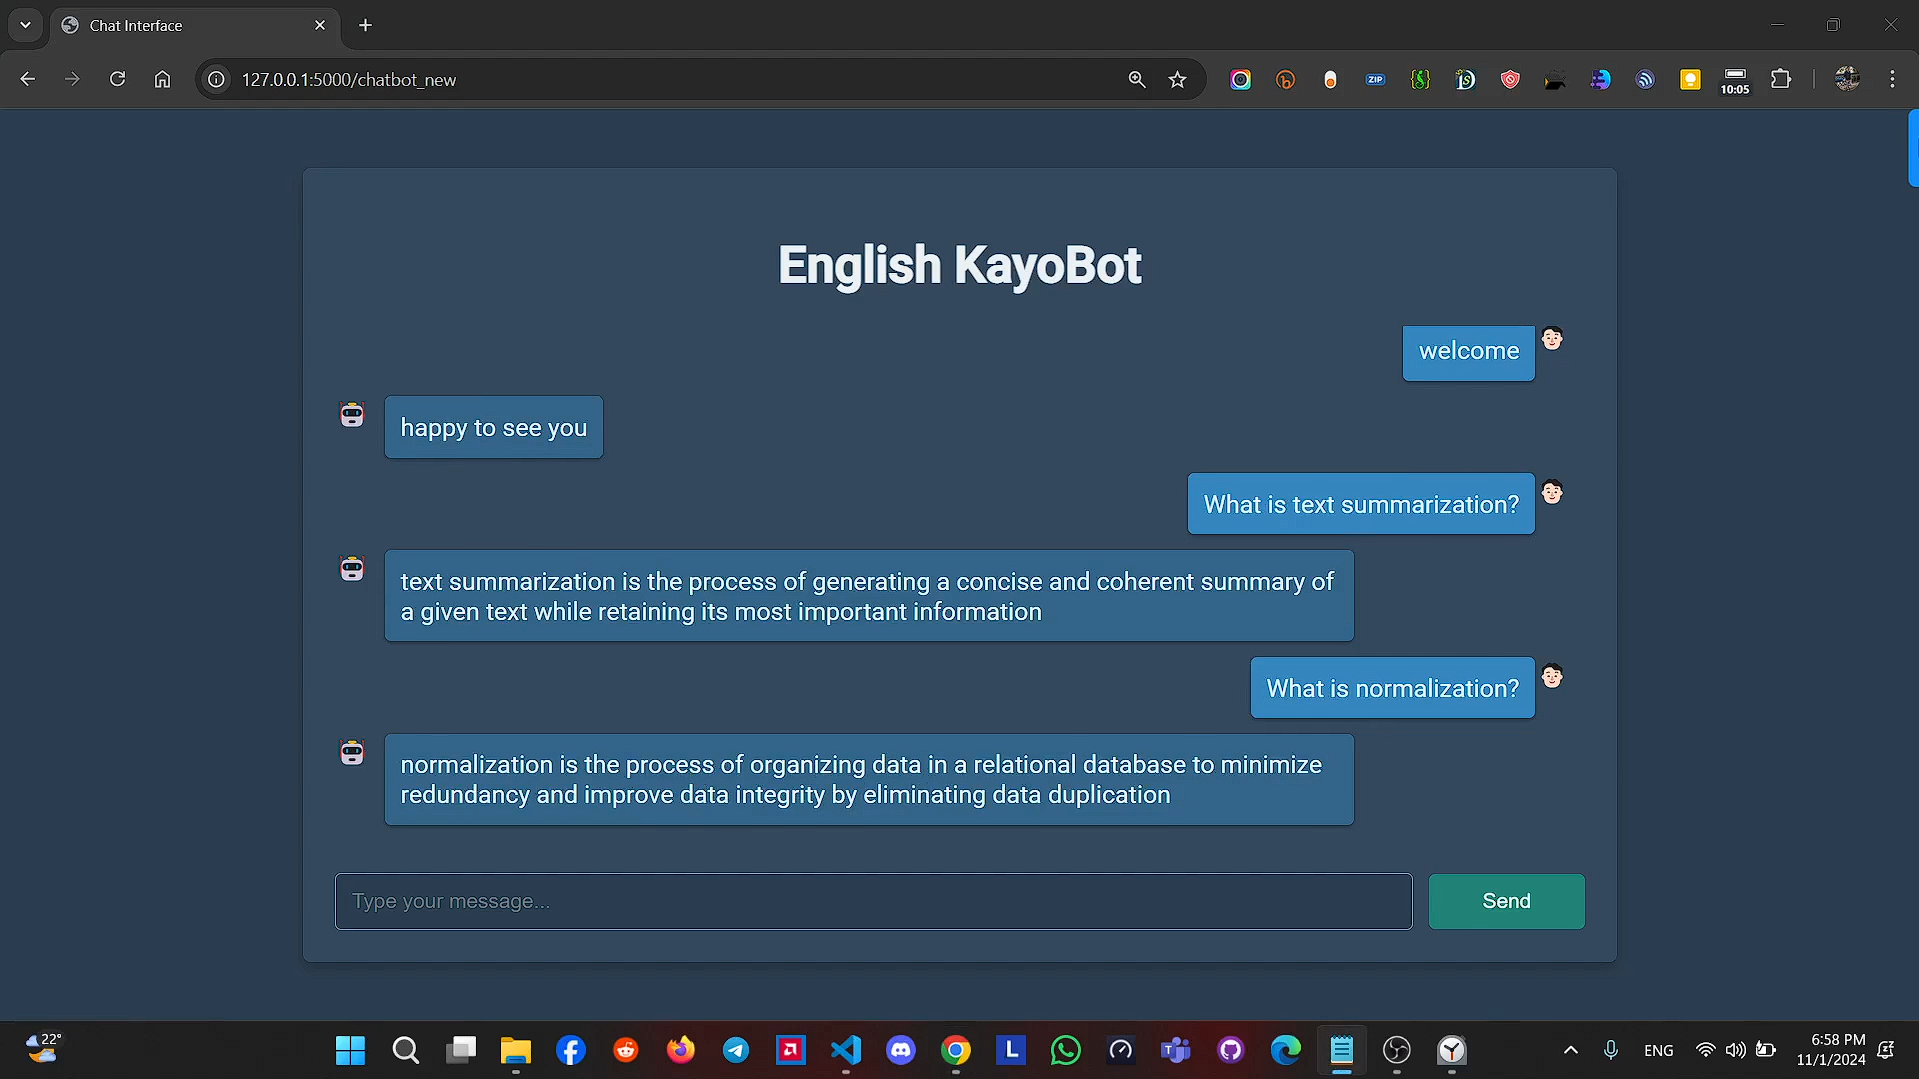 Chat Interface
127.0.0.1:5000/chatbot_new
ZIP
10:05
English KayoBot
welcome
happy to see you
What is text summarization?
text summarization is the process of generating a concise and coherent summary of
a given text while retaining its most important information
What is normalization?
normalization is the process of organizing data in a relational database to minimize
redundancy and improve data integrity by eliminating data duplication
Type your message...
Send
22°
L
ENG
6:58 PM
11/1/2024